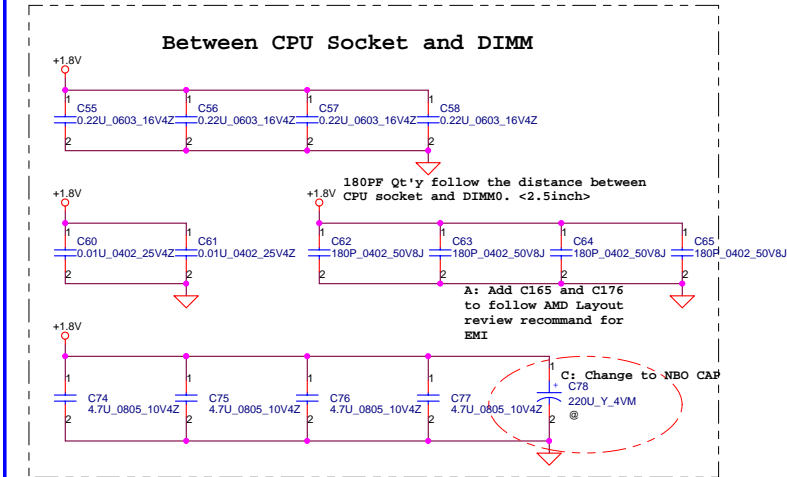 Between CPU Socket and DIMM
+1.8V
1 1 1 1
C55 C56 C57 C58
0.22U_0603_16V4Z 0.22U_0603_16V4Z 0.22U_0603_16V4Z 0.22U_0603_16V4Z
2 2 2 2
180PF Qt'y follow the distance between
CPU socket and DIMM0. <2.5inch>
+1.8V +1.8V
1 1 1 1 1 1
C60 C61 C62 C63 C64 C65
0.01U_0402_25V4Z 0.01U_0402_25V4Z 180P_0402_50V8J 180P_0402_50V8J 180P_0402_50V8J 180P_0402_50V8J
2 2 2 2 2 2
A: Add C165 and C176
to follow AMD Layout
review recommand for
EMI
+1.8V
1 1 1 1 1
C: Change to NBO CAP
C74 C75 C76 C77 + C78
4.7U_0805_10V4Z 4.7U_0805_10V4Z 4.7U_0805_10V4Z 4.7U_0805_10V4Z 220U_Y_4VM
2 2 2 2 2 @